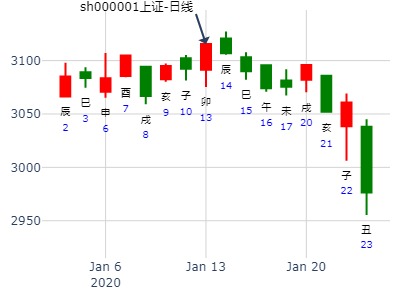 sh000001上证-日线
3100
3050
3000
2950
辰
2
巳
3
申
6
酉
7
戌
8
亥
9
子
10
卯
13
辰
14
巳
15
午
16
未
17
戌
20
亥
21
子
22
丑
23
Jan 6
2020
Jan 13
Jan 20